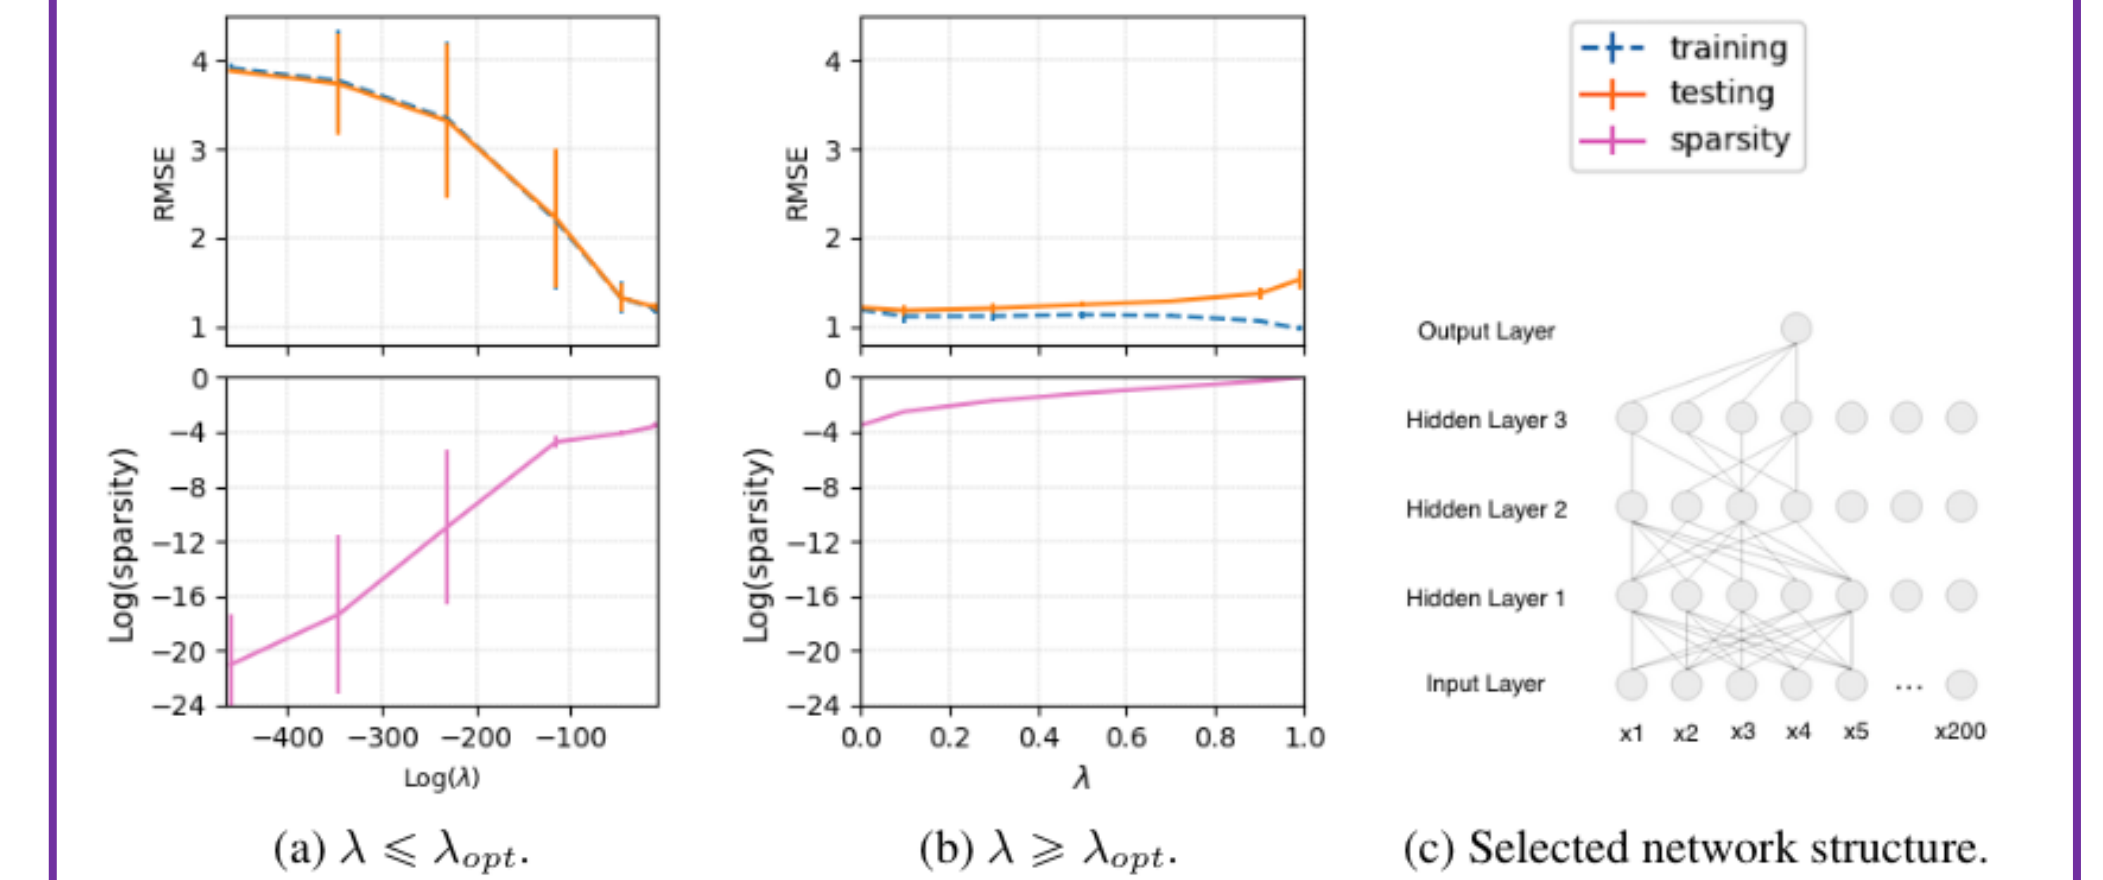 4
3
2
1
RMSE
0
−4
−8
−12
−16
−20
−24
Log(sparsity)
−400 −300 −200 −100
Log(λ)
(a) λ ⩽ λopt.
4
3
2
1
RMSE
0
−4
−8
−12
−16
−20
−24
Log(sparsity)
0.0 0.2 0.4 0.6 0.8 1.0
λ
(b) λ ⩾ λopt.
training
testing
sparsity
Output Layer
Hidden Layer 3
Hidden Layer 2
Hidden Layer 1
Input Layer
...
x1 x2 x3 x4 x5 x200
(c) Selected network structure.